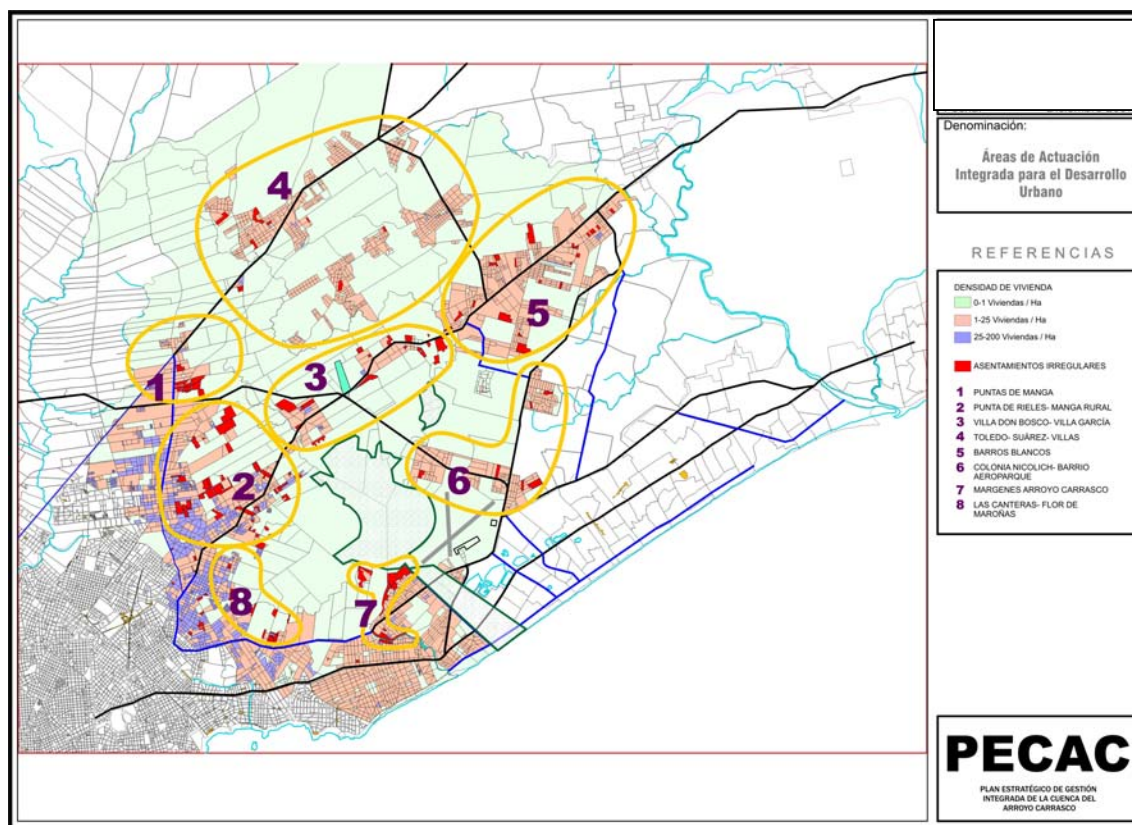 Denominación:
Áreas de Actuación
Integrada para el Desarrollo
Urbano
REFERENCIAS
DENSIDAD DE VIVIENDA
0-1 Viviendas / Ha
1-25 Viviendas / Ha
25-200 Viviendas / Ha
ASENTAMIENTOS IRREGULARES
1 PUNTAS DE MANGA
2 PUNTA DE RIELES- MANGA RURAL
3 VILLA DON BOSCO- VILLA GARCÍA
4 TOLEDO- SUÁREZ- VILLAS
5 BARROS BLANCOS
6 COLONIA NICOLICH- BARRIO
AEROPARQUE
7 MARGENES ARROYO CARRASCO
8 LAS CANTERAS- FLOR DE
MAROÑAS
4
5
1
3
2
6
8
7
PECAC
PLAN ESTRATÉGICO DE GESTIÓN
INTEGRADA DE LA CUENCA DEL
ARROYO CARRASCO